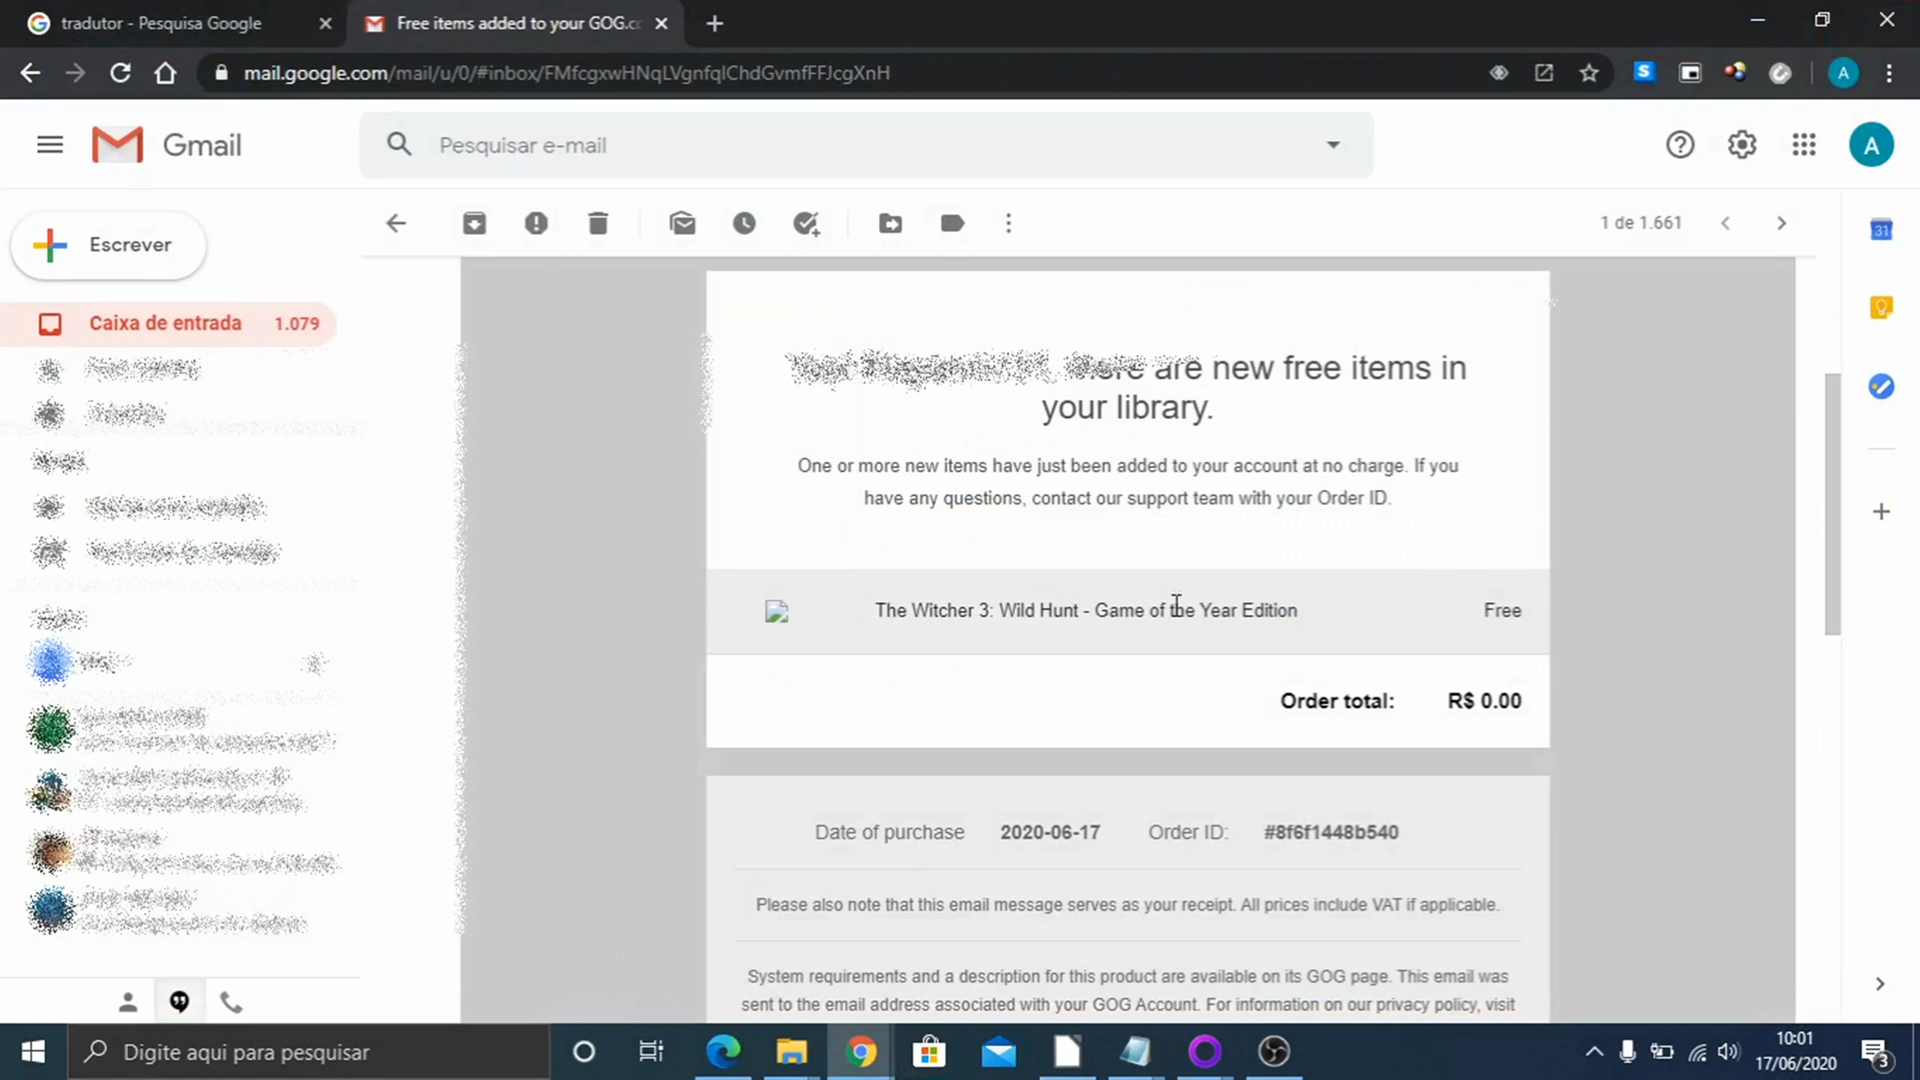 tradutor - Pesquisa Google
Free items added to your GOG.c
mail.google.com/mail/u/0/#inbox/FMfcgxwHNqLVgnfqlChdGvmfFFJcgXnH
A
Gmail
Pesquisar e-mail
A
Escrever
1 de 1.661
31
Caixa de entrada 1.079
are new free items in
your library.
One or more new items have just been added to your account at no charge. If you
have any questions, contact our support team with your Order ID.
The Witcher 3: Wild Hunt - Game of the Year Edition Free
Order total: R$ 0.00
Date of purchase 2020-06-17 Order ID: #8f6f1448b540
Please also note that this email message serves as your receipt. All prices include VAT if applicable.
System requirements and a description for this product are available on its GOG page. This email was
sent to the email address associated with your GOG Account. For information on our privacy policy, visit
Digite aqui para pesquisar
10:01
17/06/2020
3